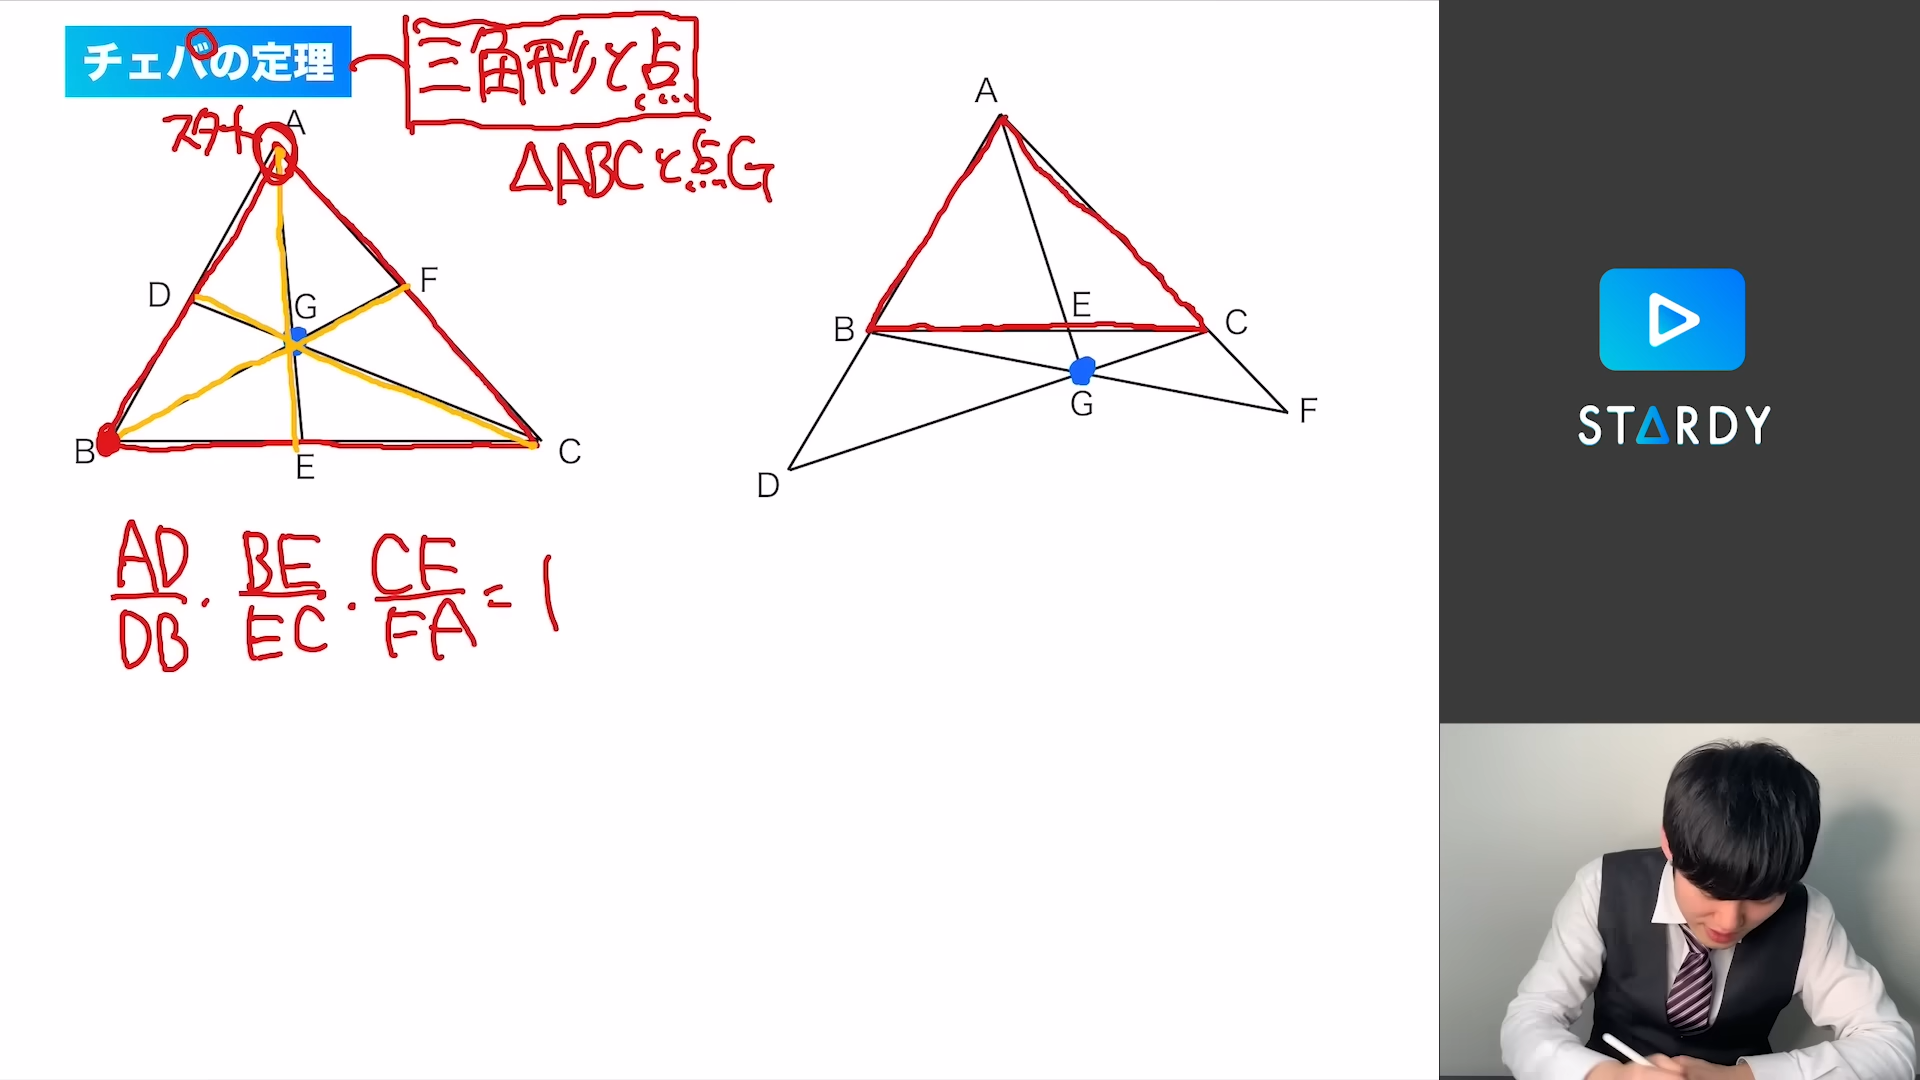 チェバの定理
三角形と点
△ABCと点G
スタート
A
D
F
G
B
E
C
AD/DB · BE/EC · CF/FA = 1
A
B
E
C
G
F
D
STARDY